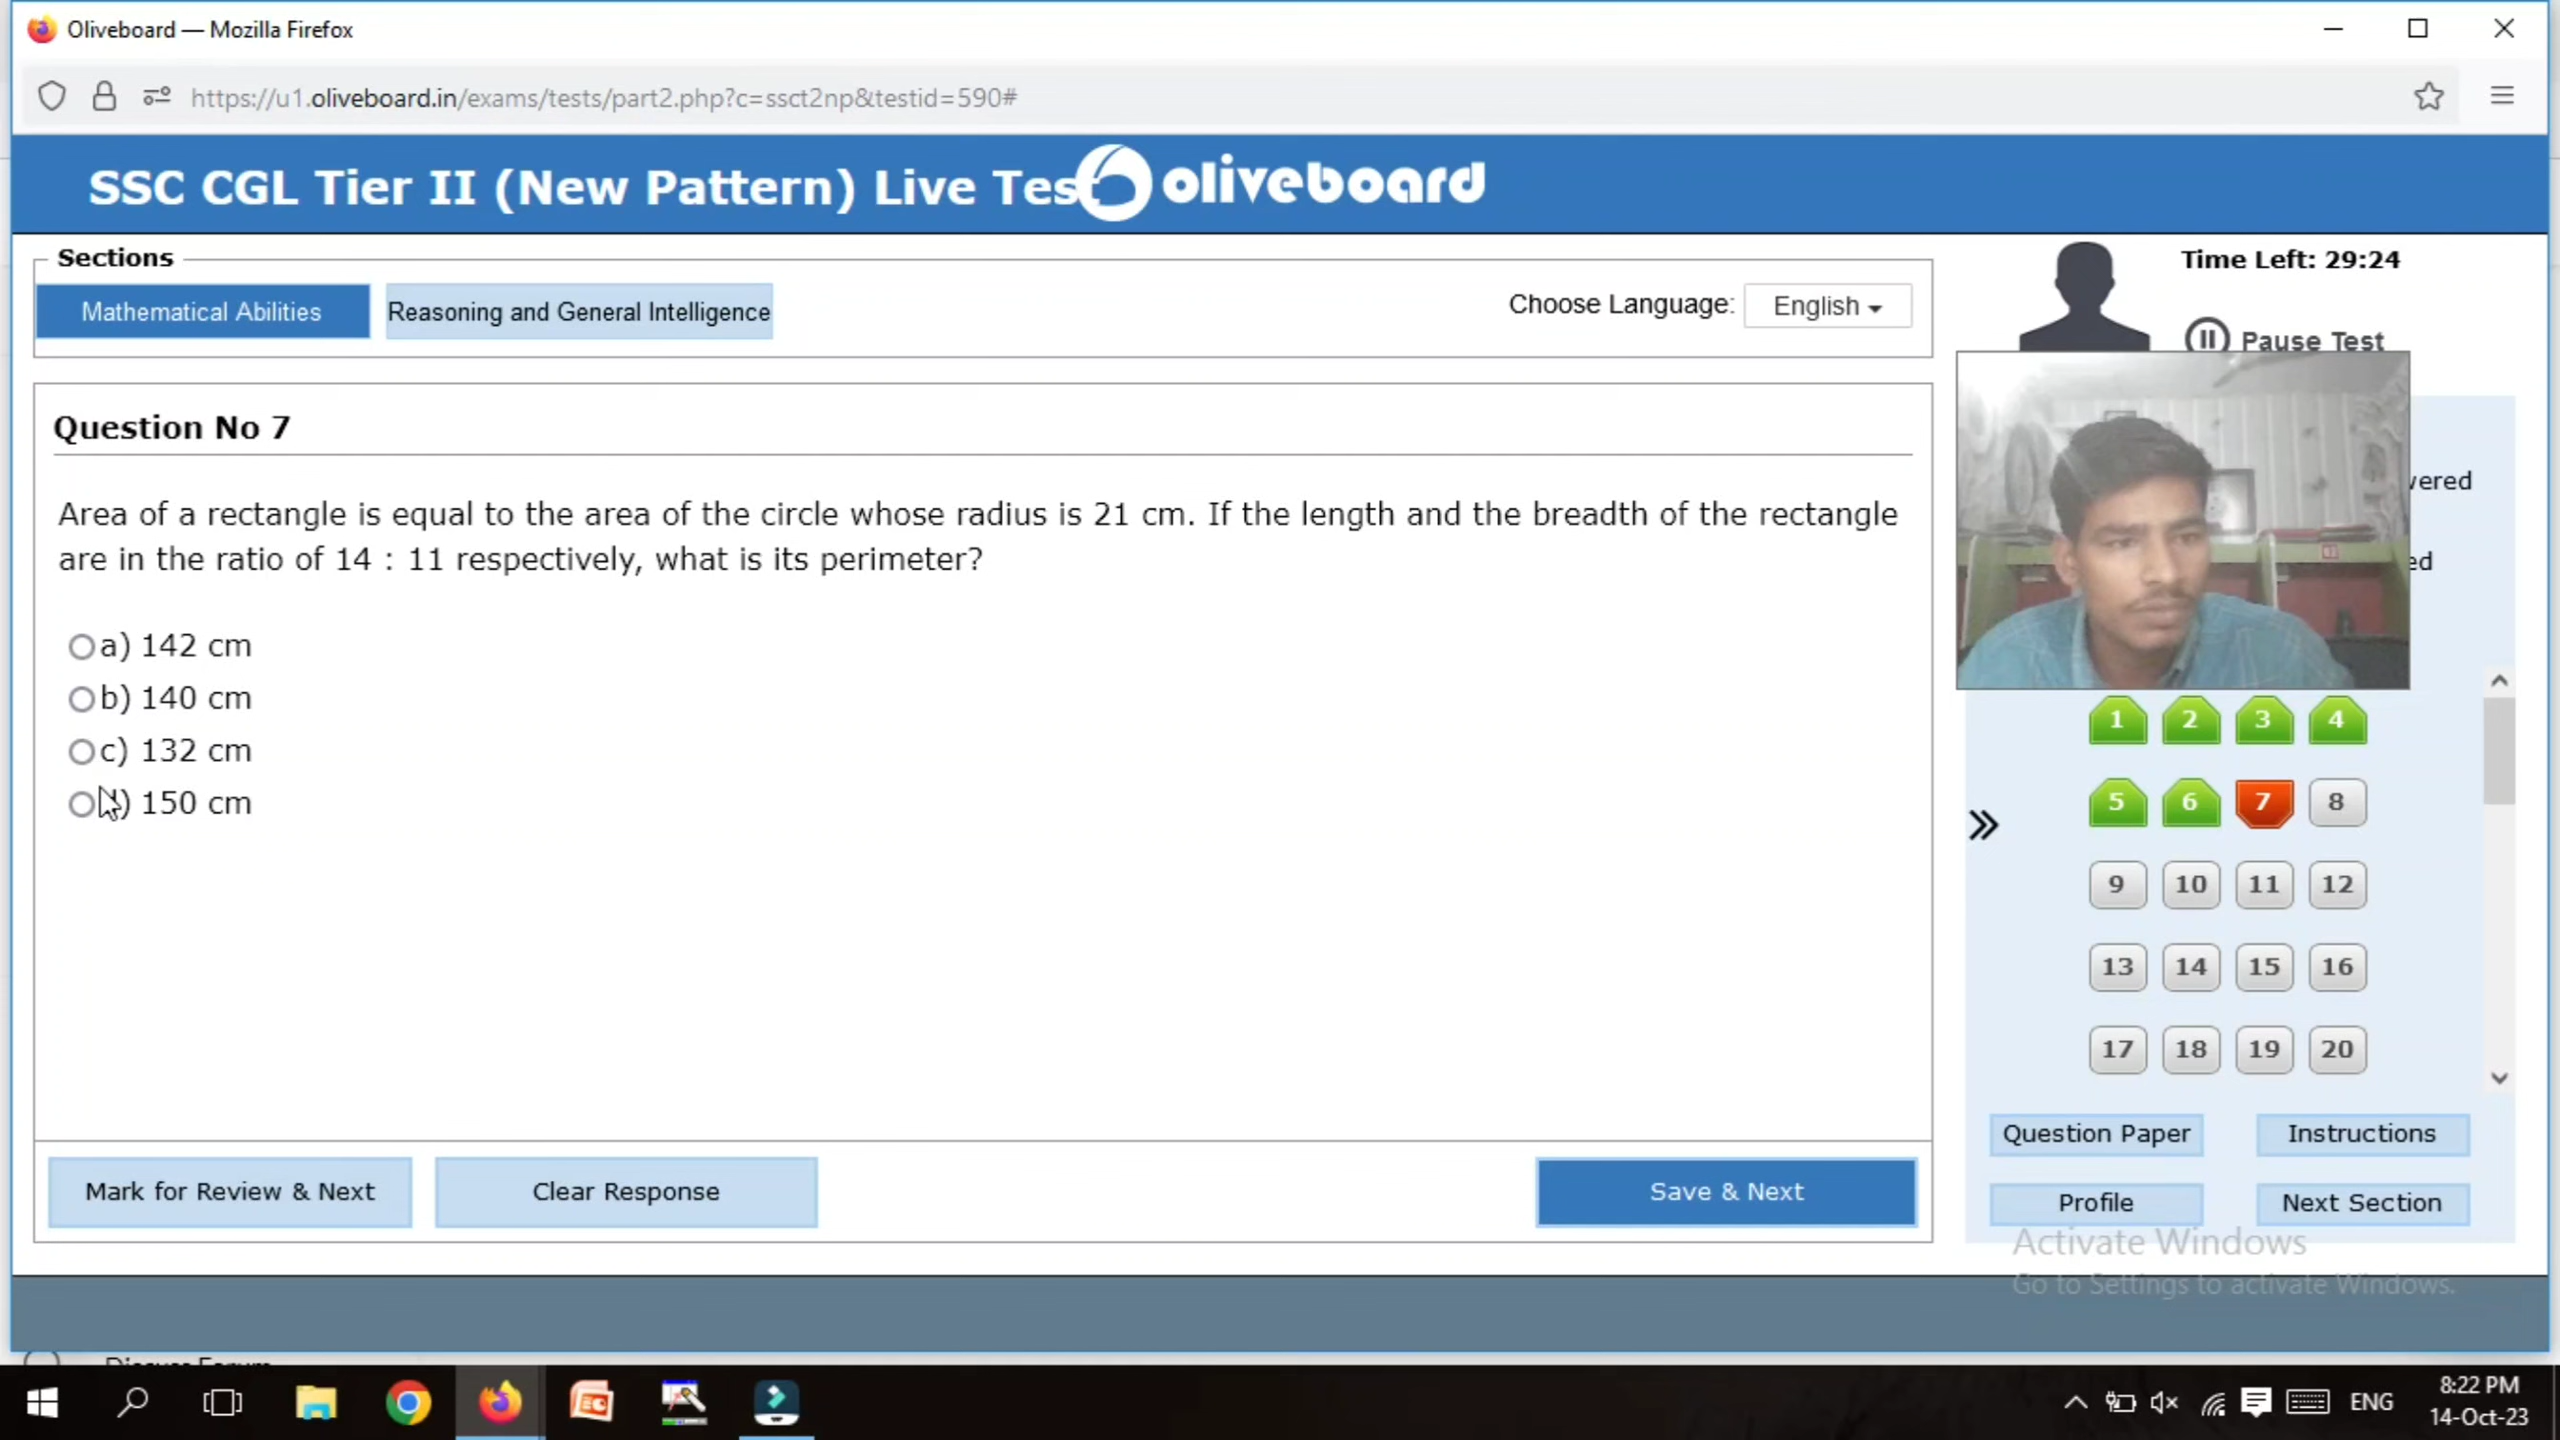 Oliveboard — Mozilla Firefox
https://u1.oliveboard.in/exams/tests/part2.php?c=ssct2np&testid=590#
SSC CGL Tier II (New Pattern) Live Tes
oliveboard
Sections
Mathematical Abilities
Reasoning and General Intelligence
Choose Language:
English
Time Left: 29:24
Pause Test
Question No 7
Area of a rectangle is equal to the area of the circle whose radius is 21 cm. If the length and the breadth of the rectangle
are in the ratio of 14 : 11 respectively, what is its perimeter?
a) 142 cm
b) 140 cm
c) 132 cm
) 150 cm
vered
ed
1 2 3 4
5 6 7 8
9 10 11 12
13 14 15 16
17 18 19 20
Question Paper
Instructions
Profile
Next Section
Mark for Review & Next
Clear Response
Save & Next
Activate Windows
Go to Settings to activate Windows.
ENG
8:22 PM
14-Oct-23